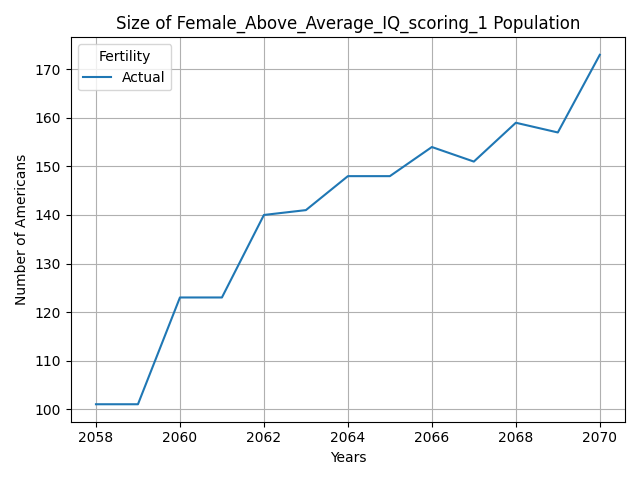 Size of Female_Above_Average_IQ_scoring_1 Population
Fertility
Actual
Number of Americans
170
160
150
140
130
120
110
100
2058 2060 2062 2064 2066 2068 2070
Years